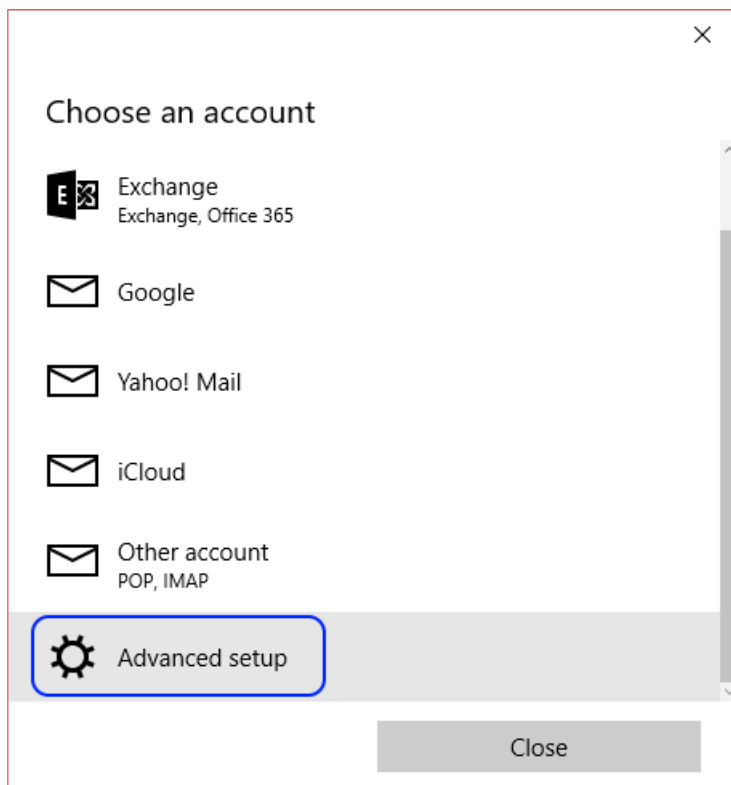 Choose an account
E
Exchange
Exchange, Office 365
Google
Yahoo! Mail
iCloud
Other account
POP, IMAP
Advanced setup
Close